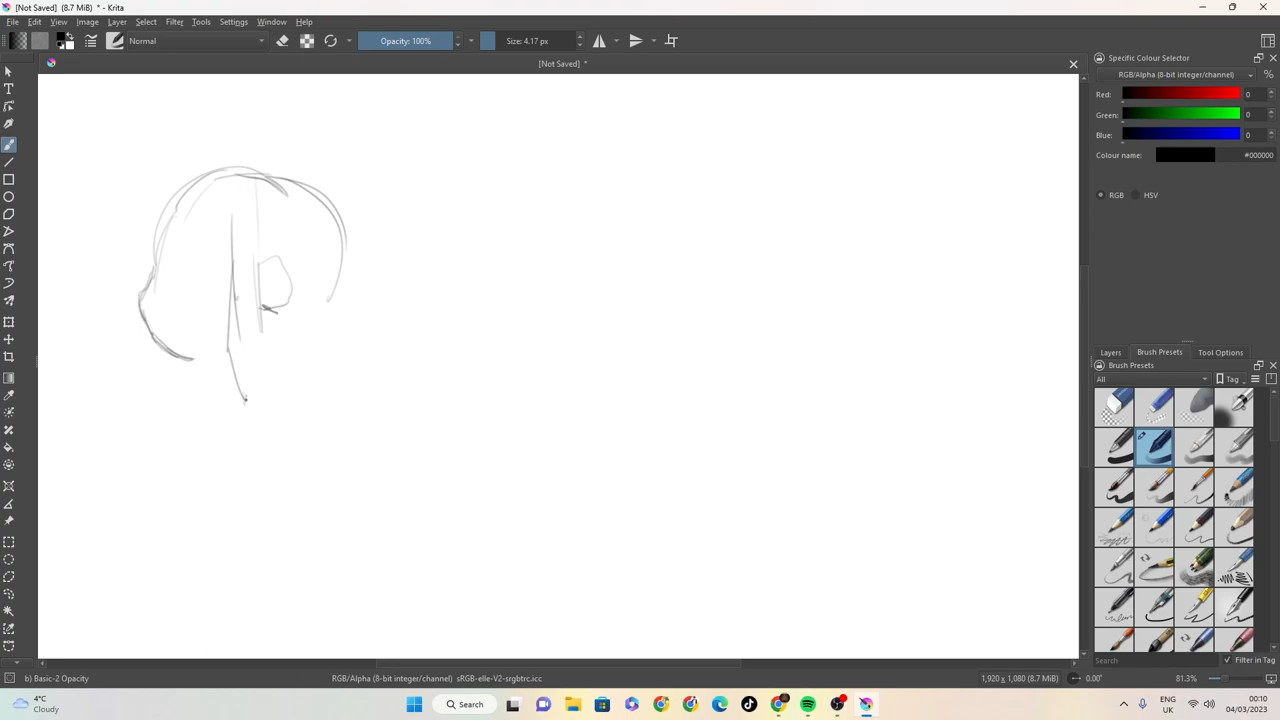 [Not Saved] (8.7 MiB) * - Krita
File Edit View Image Layer Select Filter Tools Settings Window Help
Normal Opacity: 100% Size: 4.17 px
[Not Saved] *
Specific Colour Selector
RGB/Alpha (8-bit integer/channel) %
Red: 0
Green: 0
Blue: 0
Colour name: #000000
RGB HSV
Layers Brush Presets Tool Options
Brush Presets
All Tag
Search Filter in Tag
b) Basic-2 Opacity RGB/Alpha (8-bit integer/channel) sRGB-elle-V2-srgbtrc.icc 1,920 x 1,080 (8.7 MiB) 0.00° 81.3%
4°C
Cloudy
Search
ENG
UK
00:10
04/03/2023